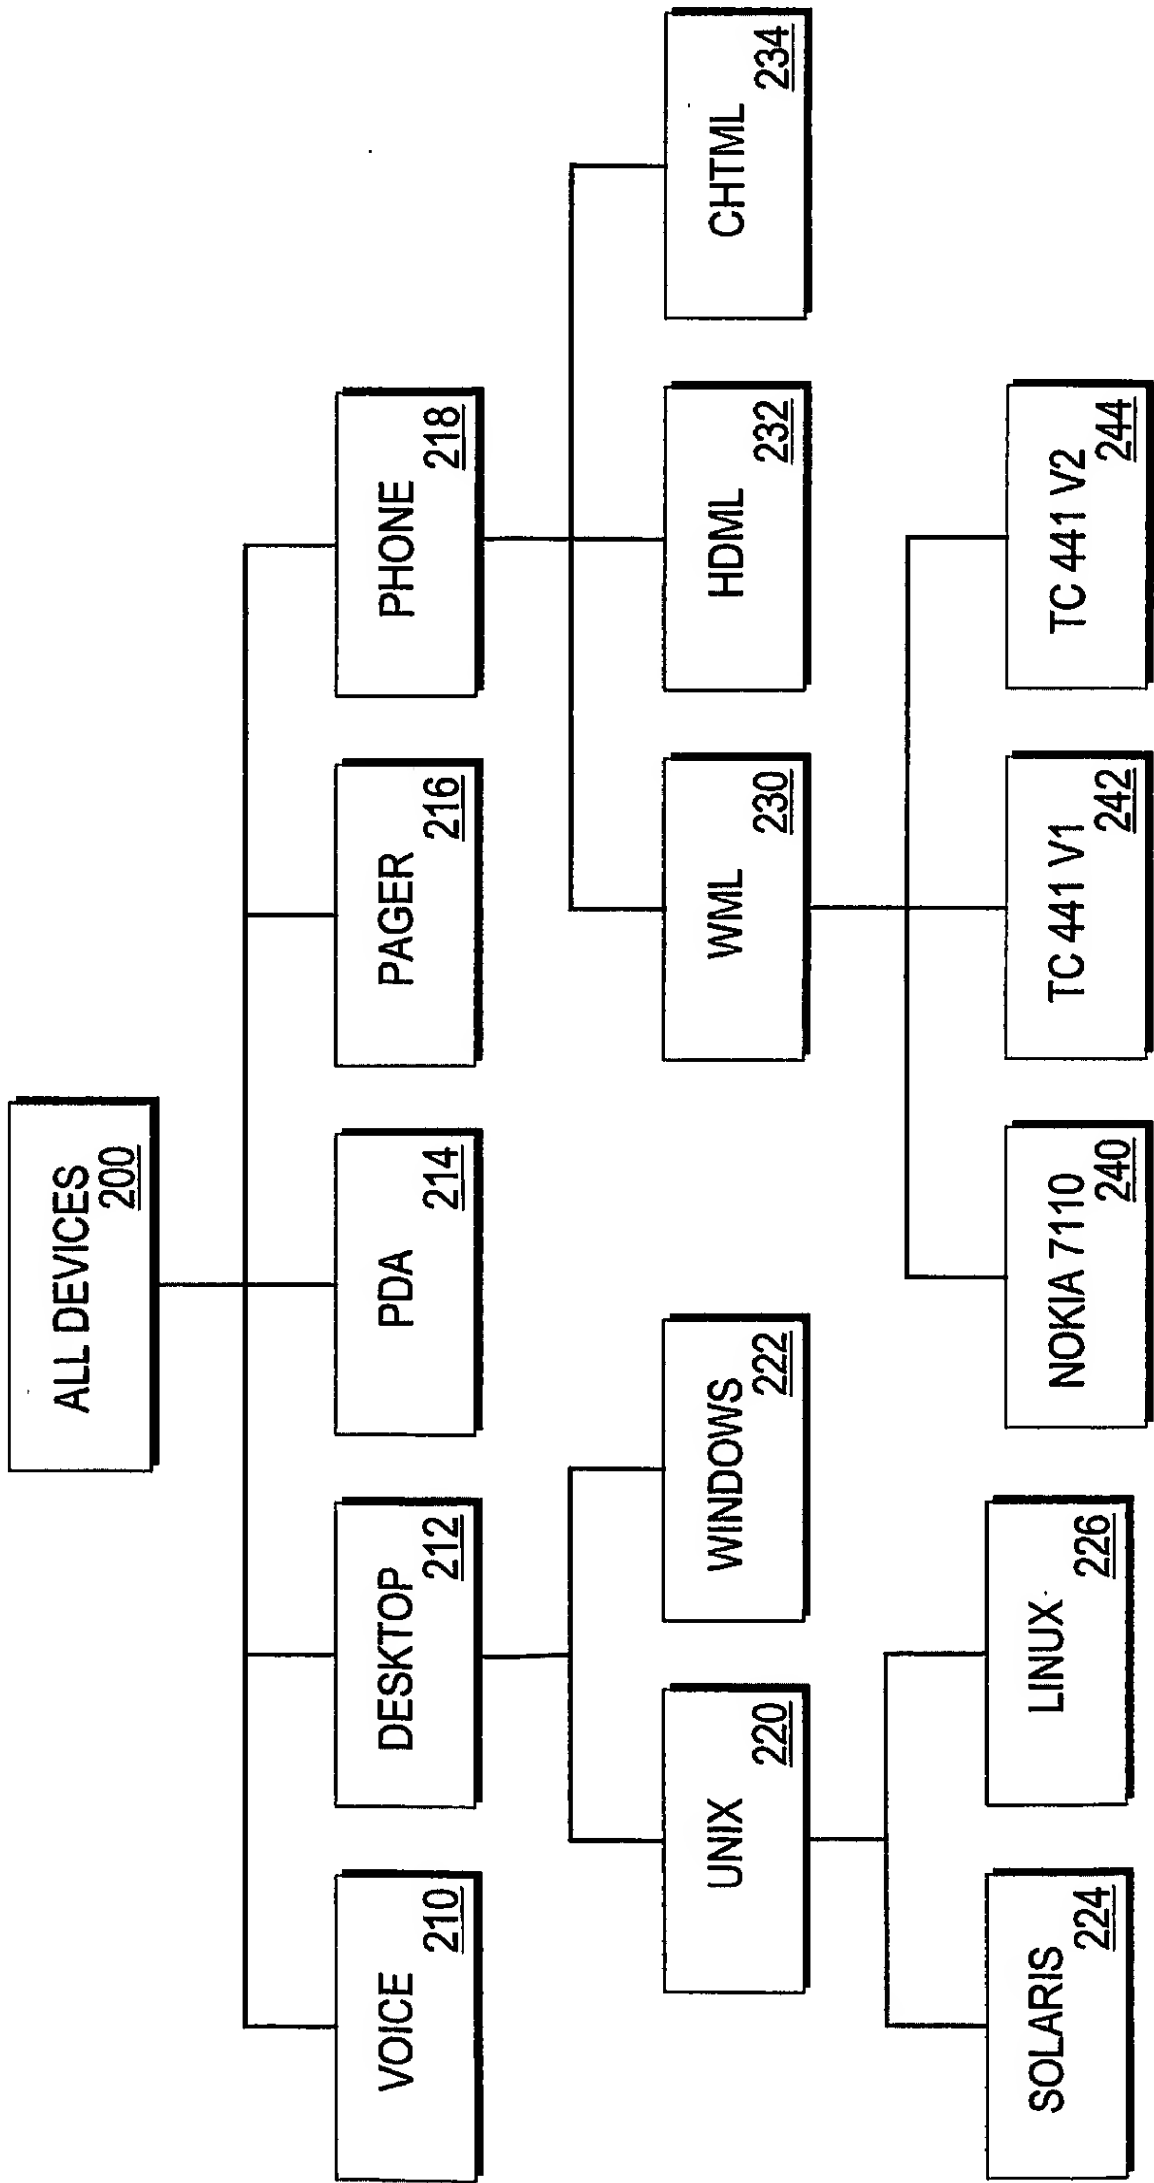 ALL DEVICES
200
VOICE
210
DESKTOP
212
PDA
214
PAGER
216
PHONE
218
UNIX
220
WINDOWS
222
WML
230
HDML
232
CHTML
234
SOLARIS
224
LINUX
226
NOKIA 7110
240
TC 441 V1
242
TC 441 V2
244